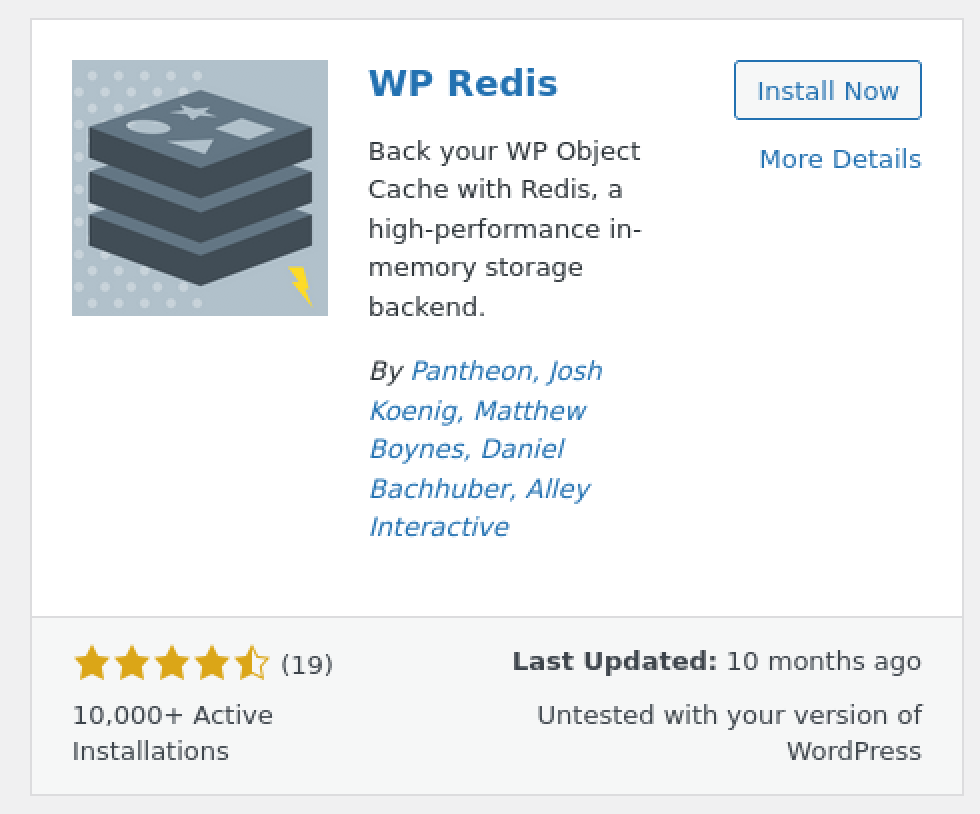 WP Redis
Install Now
More Details
Back your WP Object
Cache with Redis, a
high-performance in-
memory storage
backend.
By Pantheon, Josh
Koenig, Matthew
Boynes, Daniel
Bachhuber, Alley
Interactive
(19)
10,000+ Active
Installations
Last Updated: 10 months ago
Untested with your version of
WordPress